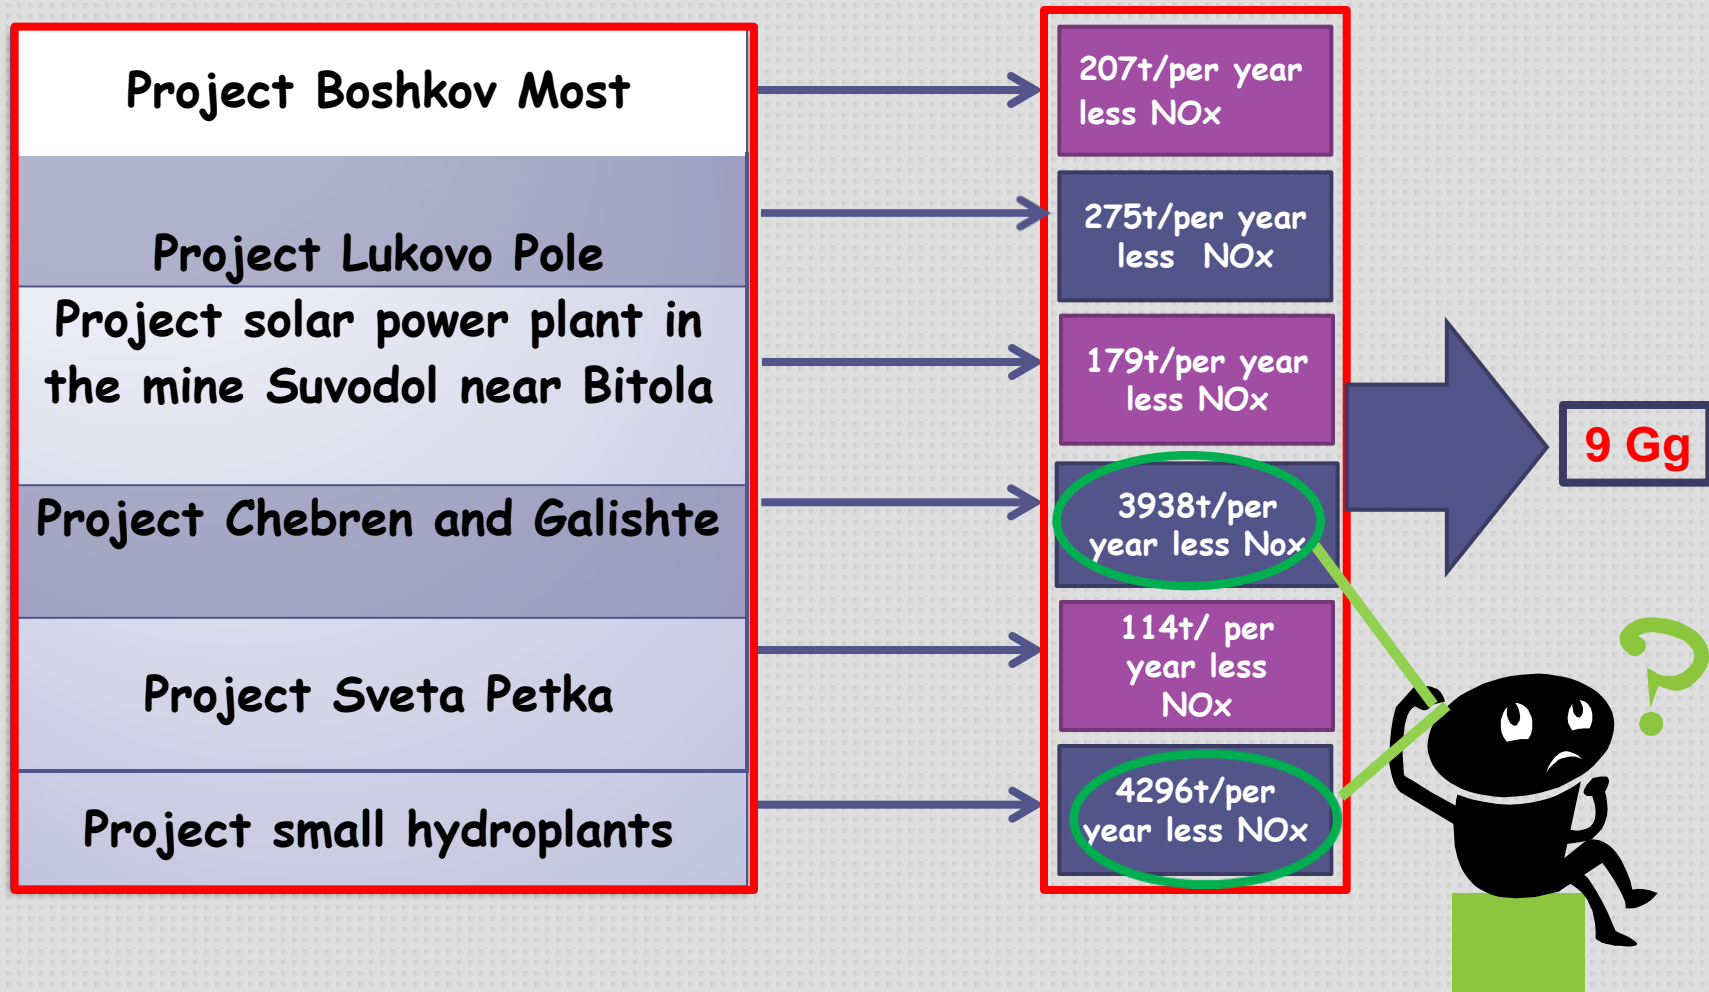 Project Boshkov Most
Project Lukovo Pole
Project solar power plant in
the mine Suvodol near Bitola
Project Chebren and Galishte
Project Sveta Petka
Project small hydroplants
207t/per year
less NOx
275t/per year
less NOx
179t/per year
less NOx
3938t/per
year less Nox
114t/ per
year less
NOx
4296t/per
year less NOx
9 Gg
?